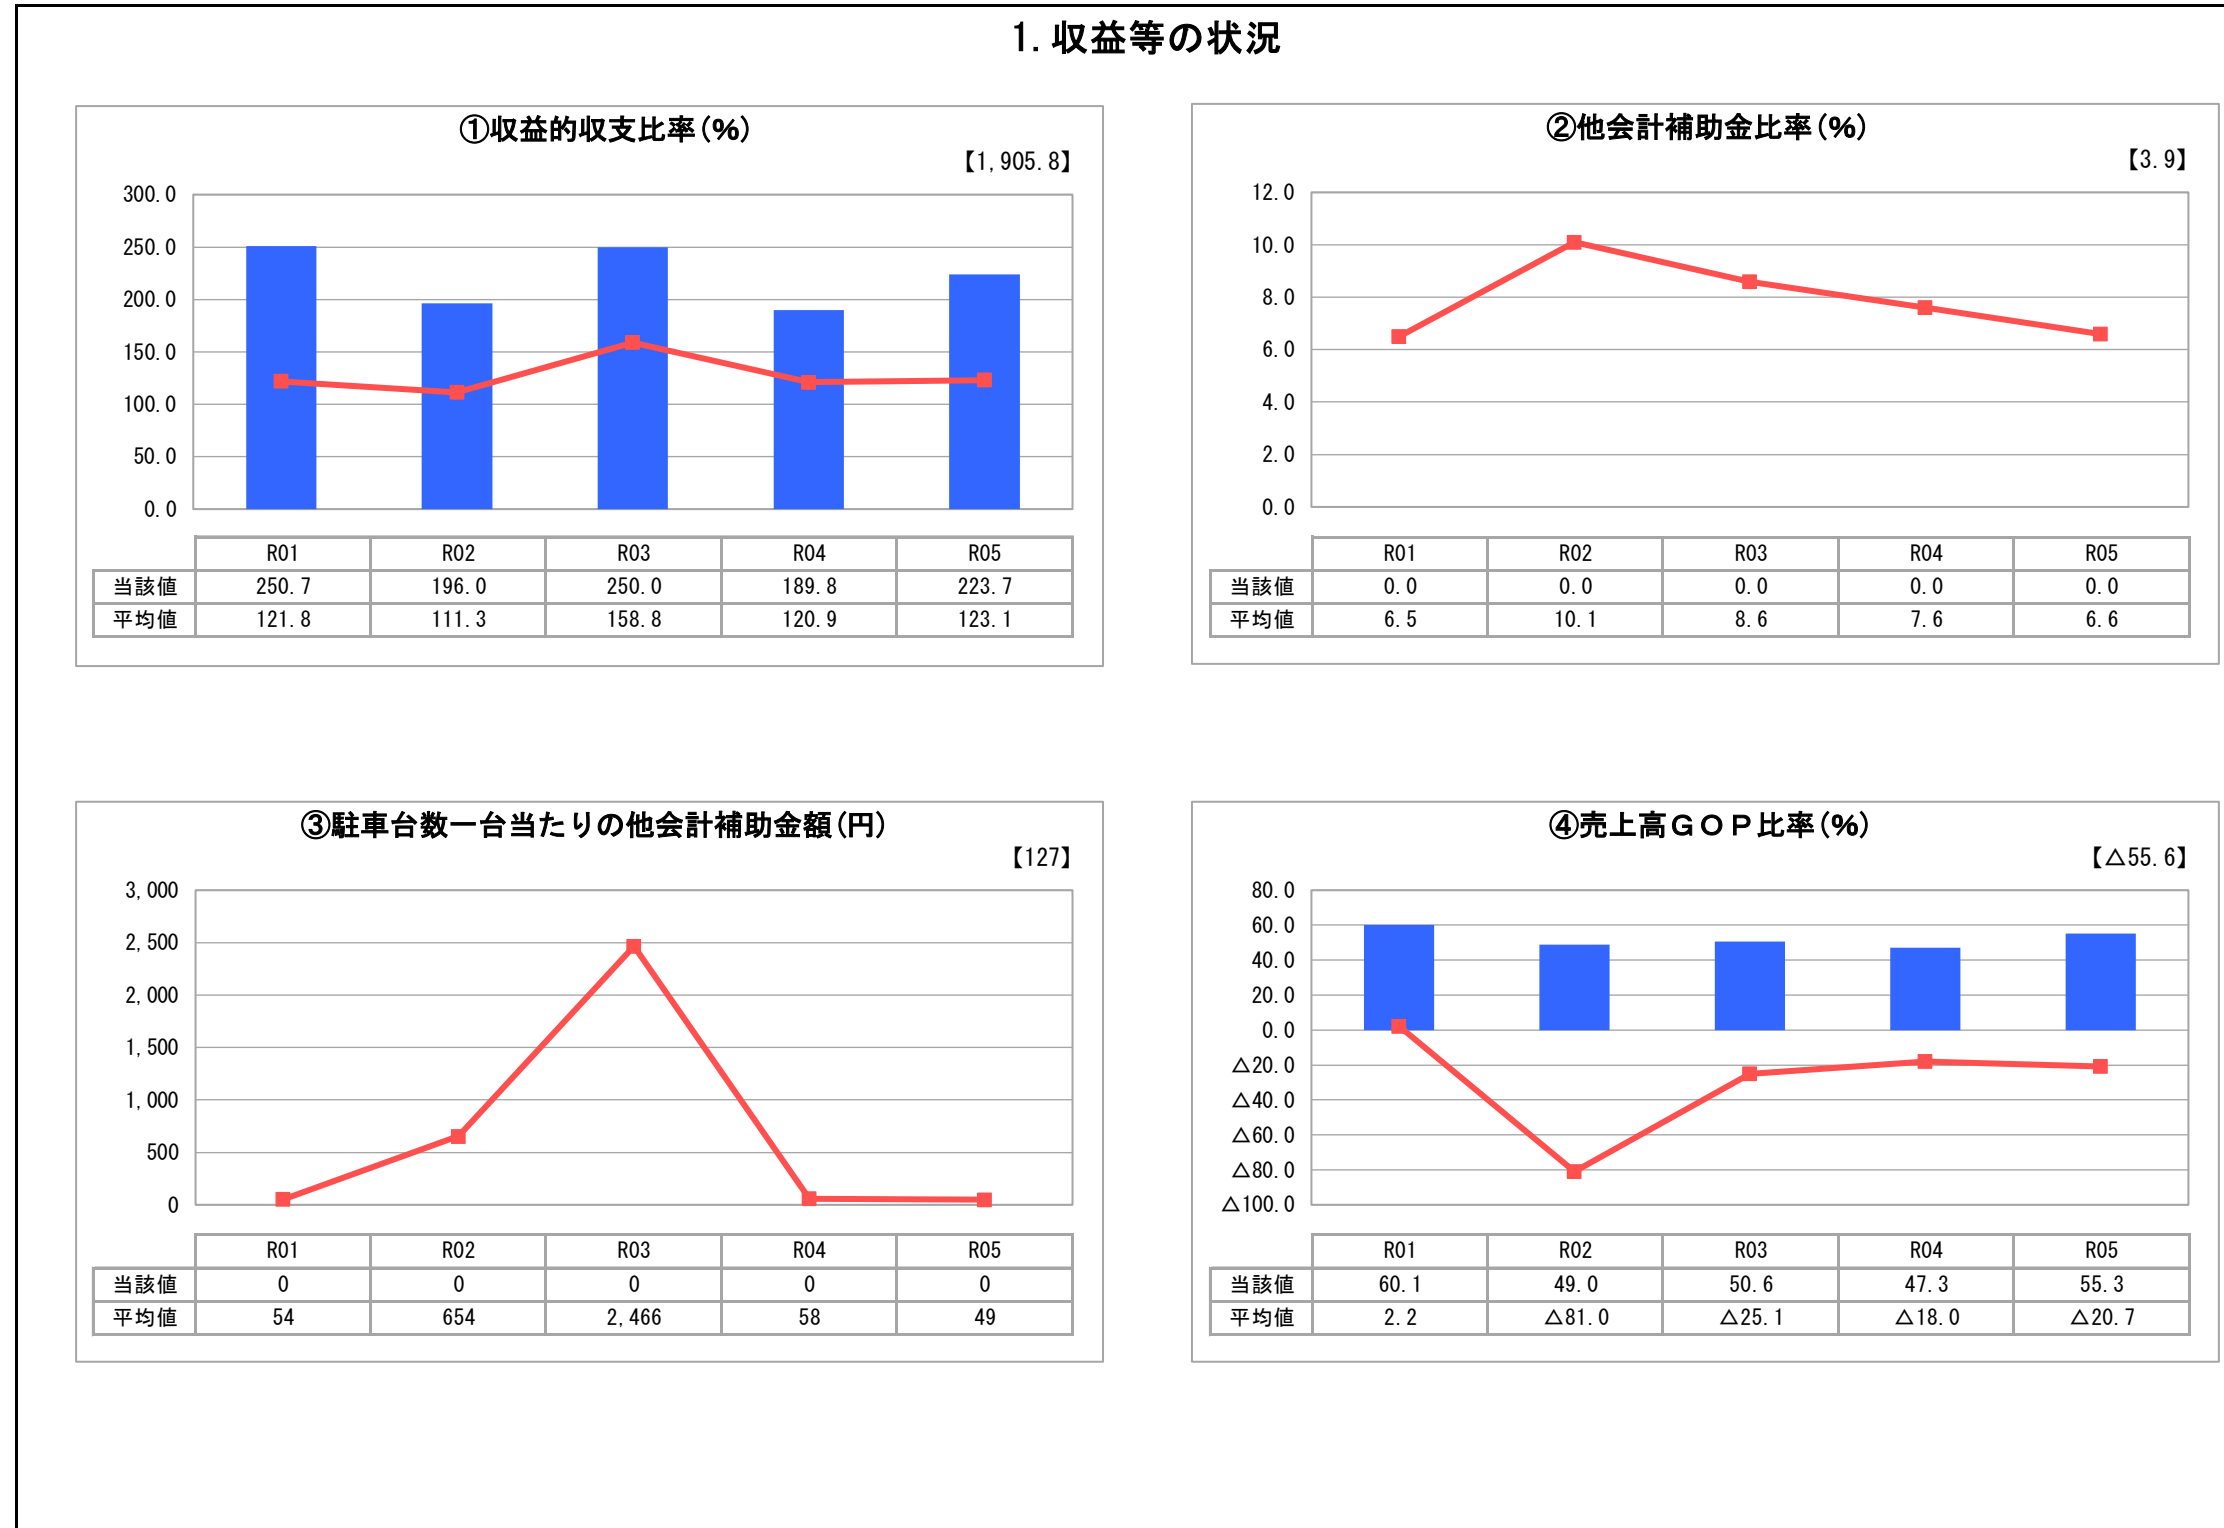 1.収益等の状況
①収益的収支比率(%)
【1,905.8】
300.0
250.0
200.0
150.0
100.0
50.0
0.0
R01 R02 R03 R04 R05
当該値 250.7 196.0 250.0 189.8 223.7
平均値 121.8 111.3 158.8 120.9 123.1
②他会計補助金比率(%)
【3.9】
12.0
10.0
8.0
6.0
4.0
2.0
0.0
R01 R02 R03 R04 R05
当該値 0.0 0.0 0.0 0.0 0.0
平均値 6.5 10.1 8.6 7.6 6.6
③駐車台数一台当たりの他会計補助金額(円)
【127】
3,000
2,500
2,000
1,500
1,000
500
0
R01 R02 R03 R04 R05
当該値 0 0 0 0 0
平均値 54 654 2,466 58 49
④売上高ＧＯＰ比率(%)
【△55.6】
80.0
60.0
40.0
20.0
0.0
△20.0
△40.0
△60.0
△80.0
△100.0
R01 R02 R03 R04 R05
当該値 60.1 49.0 50.6 47.3 55.3
平均値 2.2 △81.0 △25.1 △18.0 △20.7